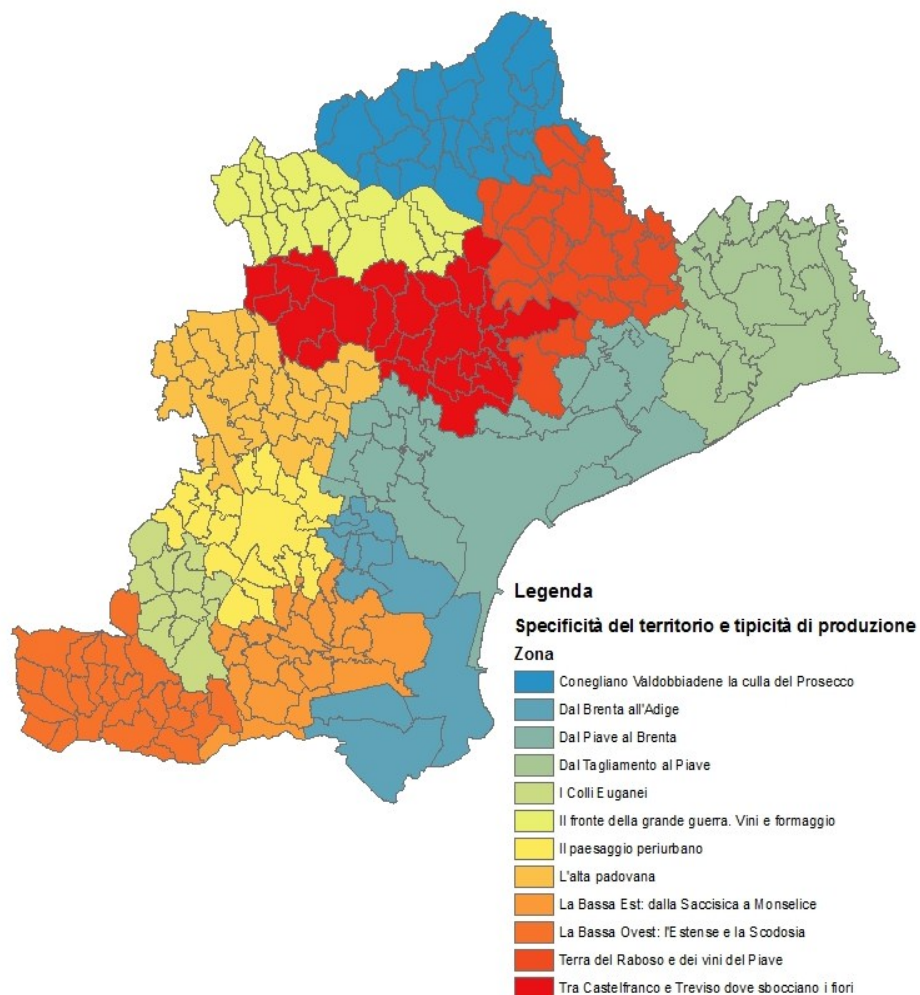 Legenda
Specificità del territorio e tipicità di produzione
Zona
Conegliano Valdobbiadene la culla del Prosecco
Dal Brenta all'Adige
Dal Piave al Brenta
Dal Tagliamento al Piave
I Colli Euganei
Il fronte della grande guerra. Vini e formaggio
Il paesaggio periurbano
L'alta padovana
La Bassa Est: dalla Saccisica a Monselice
La Bassa Ovest: l'Estense e la Scodosia
Terra del Raboso e dei vini del Piave
Tra Castelfranco e Treviso dove sbocciano i fiori